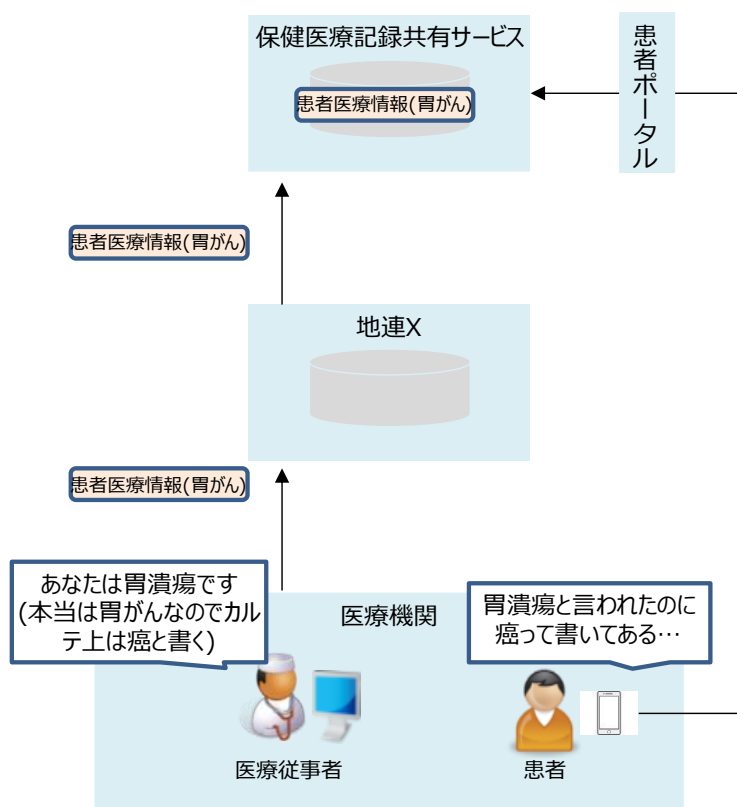 保健医療記録共有サービス
患者医療情報(胃がん)
患者ポータル
患者医療情報(胃がん)
地連X
患者医療情報(胃がん)
あなたは胃潰瘍です
(本当は胃がんなのでカル
テ上は癌と書く)
医療機関
胃潰瘍と言われたのに
癌って書いてある…
医療従事者
患者